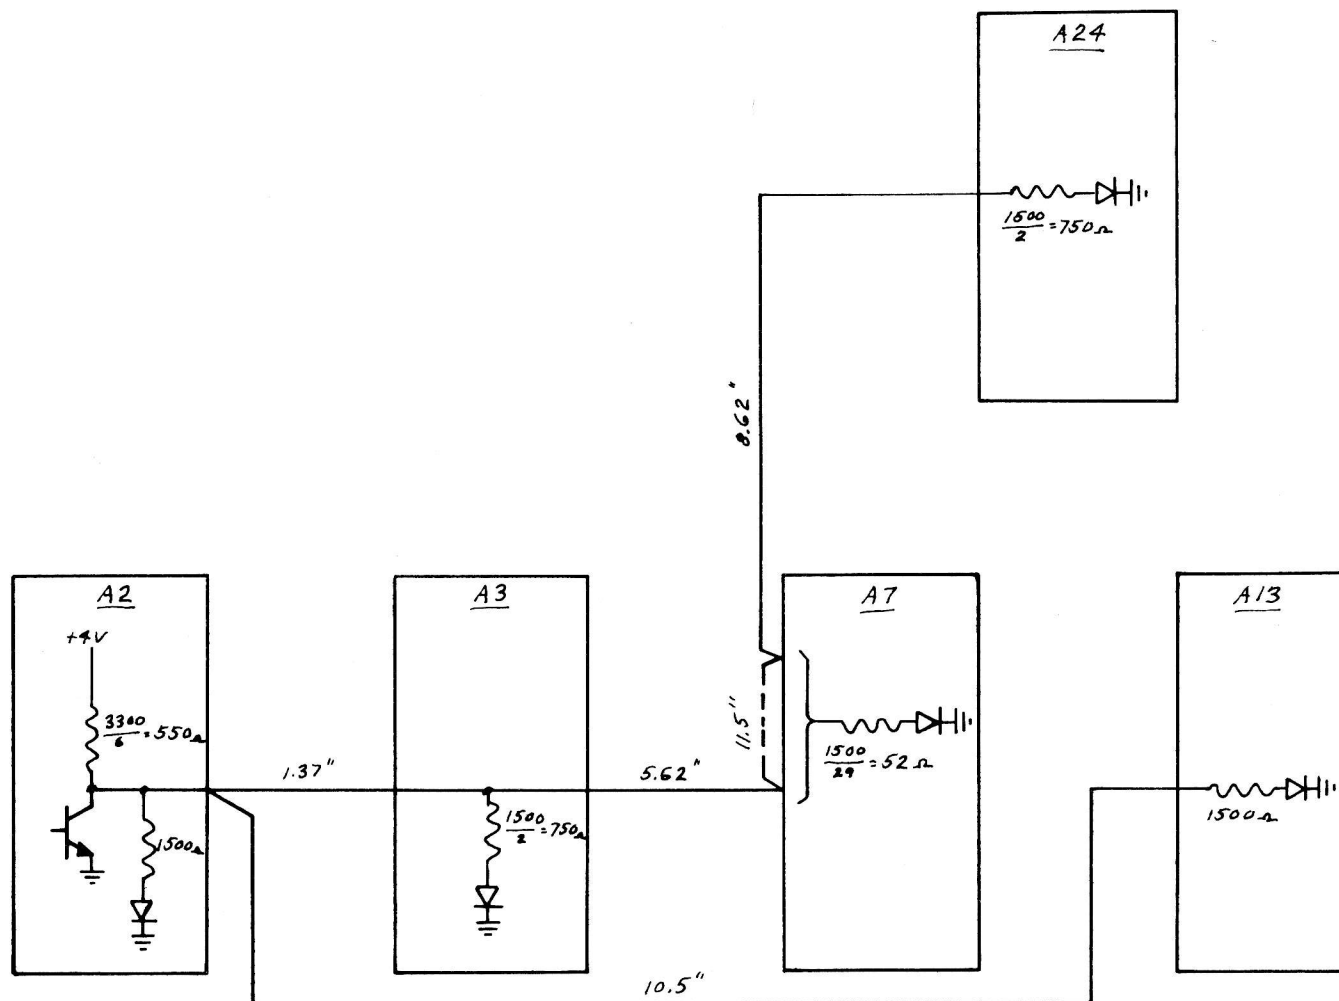 A24
1500/2 = 750Ω
8.62"
A2
A3
A7
A13
+4V
3300/6 = 550Ω
1.37"
5.62"
11.5"
1500/29 = 52Ω
1500Ω
1500/2 = 750Ω
1500Ω
10.5"